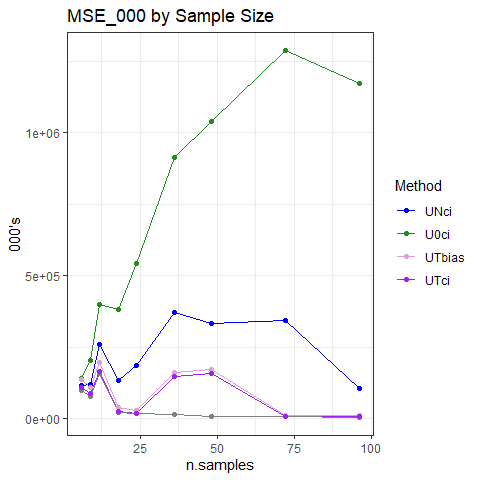 MSE_000 by Sample Size
000's
1e+06
5e+05
0e+00
25
50
75
100
n.samples
Method
UNci
U0ci
UTbias
UTci